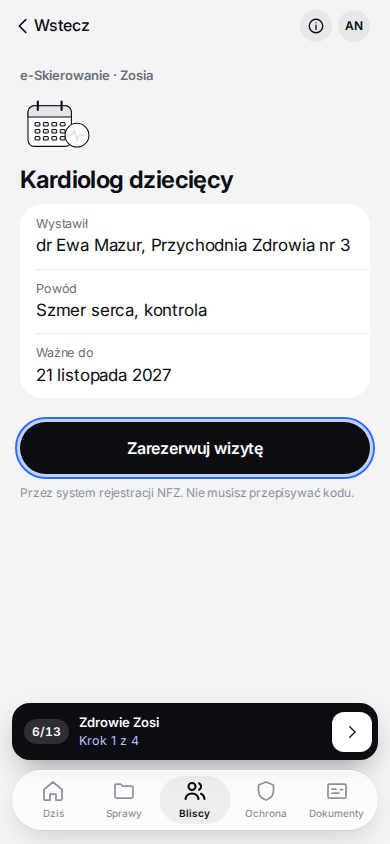 Wstecz
AN
e-Skierowanie · Zosia
Kardiolog dziecięcy
Wystawił
dr Ewa Mazur, Przychodnia Zdrowia nr 3
Powód
Szmer serca, kontrola
Ważne do
21 listopada 2027
Zarezerwuj wizytę
Przez system rejestracji NFZ. Nie musisz przepisywać kodu.
6/13
Zdrowie Zosi
Krok 1 z 4
Dziś
Sprawy
Bliscy
Ochrona
Dokumenty